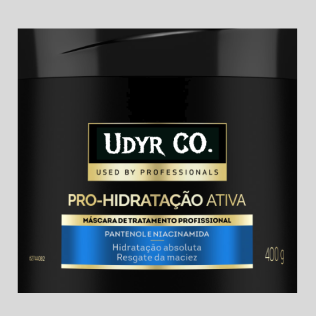 UDYR CO.
USED BY PROFESSIONALS
PRO-HIDRATAÇÃO ATIVA
MÁSCARA DE TRATAMENTO PROFISSIONAL
PANTENOL E NIACINAMIDA
Hidratação absoluta
Resgate da maciez
400 g